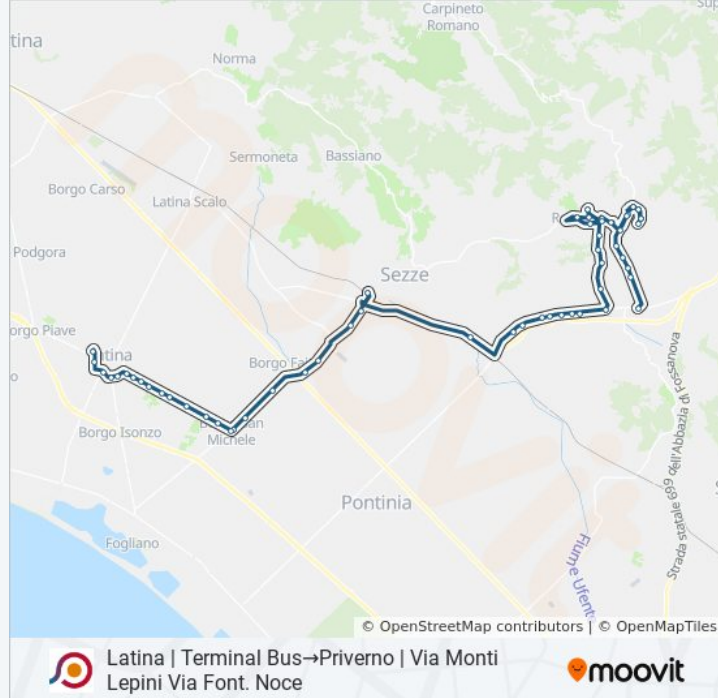 Carpineto
Romano
tina
Norma
Sermoneta
Bassiano
Borgo Carso
Latina Scalo
Podgora
Sezze
orgo Piave
tina
Borgo Fai
Borgo Isonzo
Michele
Pontinia
Fogliano
Fiume Ufent
Strada statale 699 dell'Abbazia di Fossanova
© OpenStreetMap contributors | © OpenMapTiles
Latina | Terminal Bus→Priverno | Via Monti
Lepini Via Font. Noce
moovit